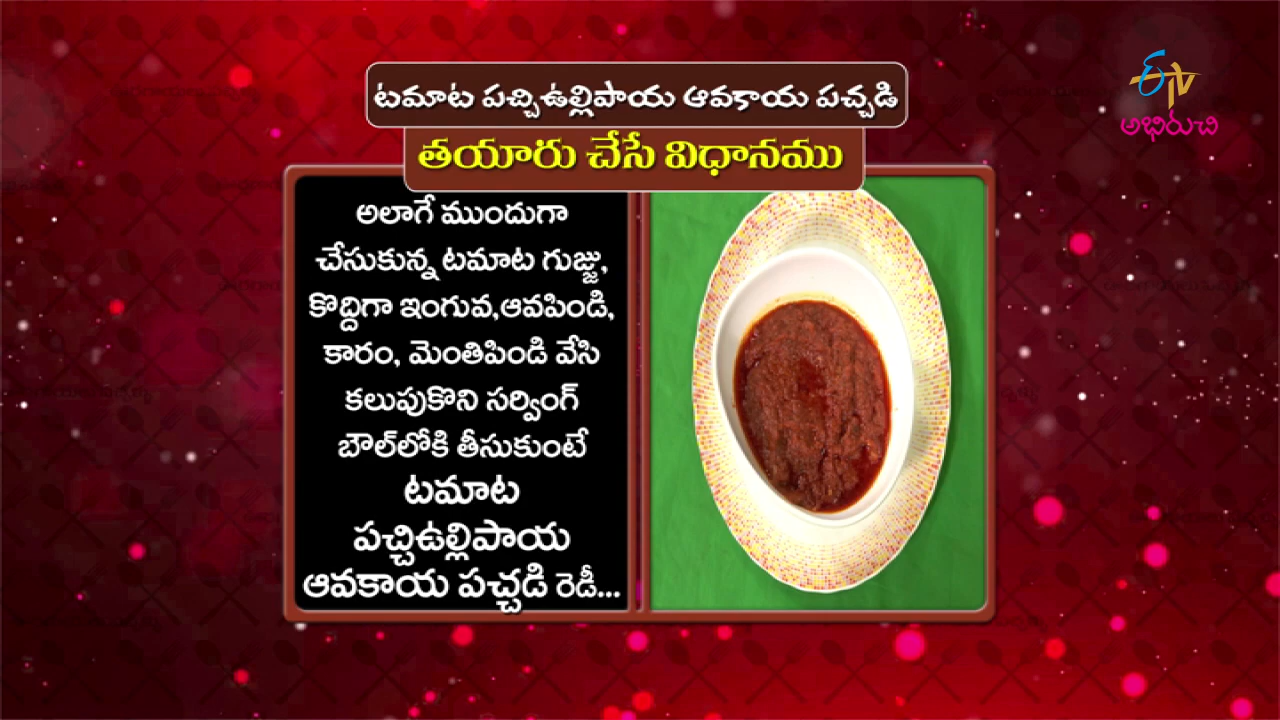 టమాట పచ్చిఉల్లిపాయ ఆవకాయ పచ్చడి
తయారు చేసే విధానము
అలాగే ముందుగా
చేసుకున్న టమాట గుజ్జు,
కొద్దిగా ఇంగువ,ఆవపిండి,
కారం, మెంతిపిండి వేసి
కలుపుకొని సర్వింగ్
బౌల్‌లోకి తీసుకుంటే
టమాట
పచ్చిఉల్లిపాయ
ఆవకాయ పచ్చడి రెడీ...
ETV
అభిరుచి